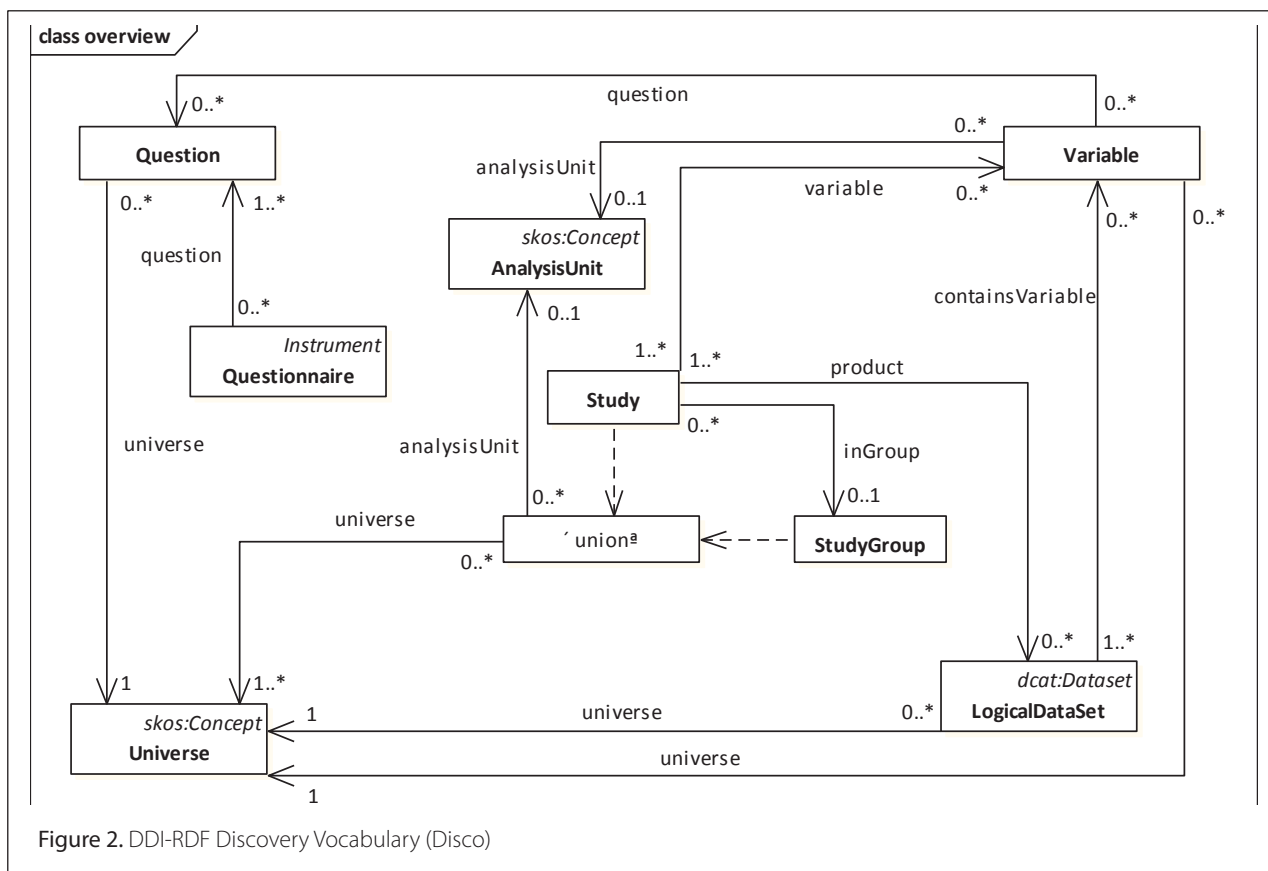 class overview
question
0..*
0..*
Question
0..*
Variable
analysisUnit
variable
0..*
1..*
0..1
0..*
0..*
0..*
skos:Concept
AnalysisUnit
question
containsVariable
0..*
0..1
Instrument
Questionnaire
1..*
1..*
product
Study
0..*
universe
analysisUnit
inGroup
0..*
0..1
universe
´ unionª
StudyGroup
0..*
0..*
1..*
1
1..*
dcat:Dataset
LogicalDataSet
skos:Concept
Universe
1
universe
0..*
universe
1
Figure 2. DDI-RDF Discovery Vocabulary (Disco)